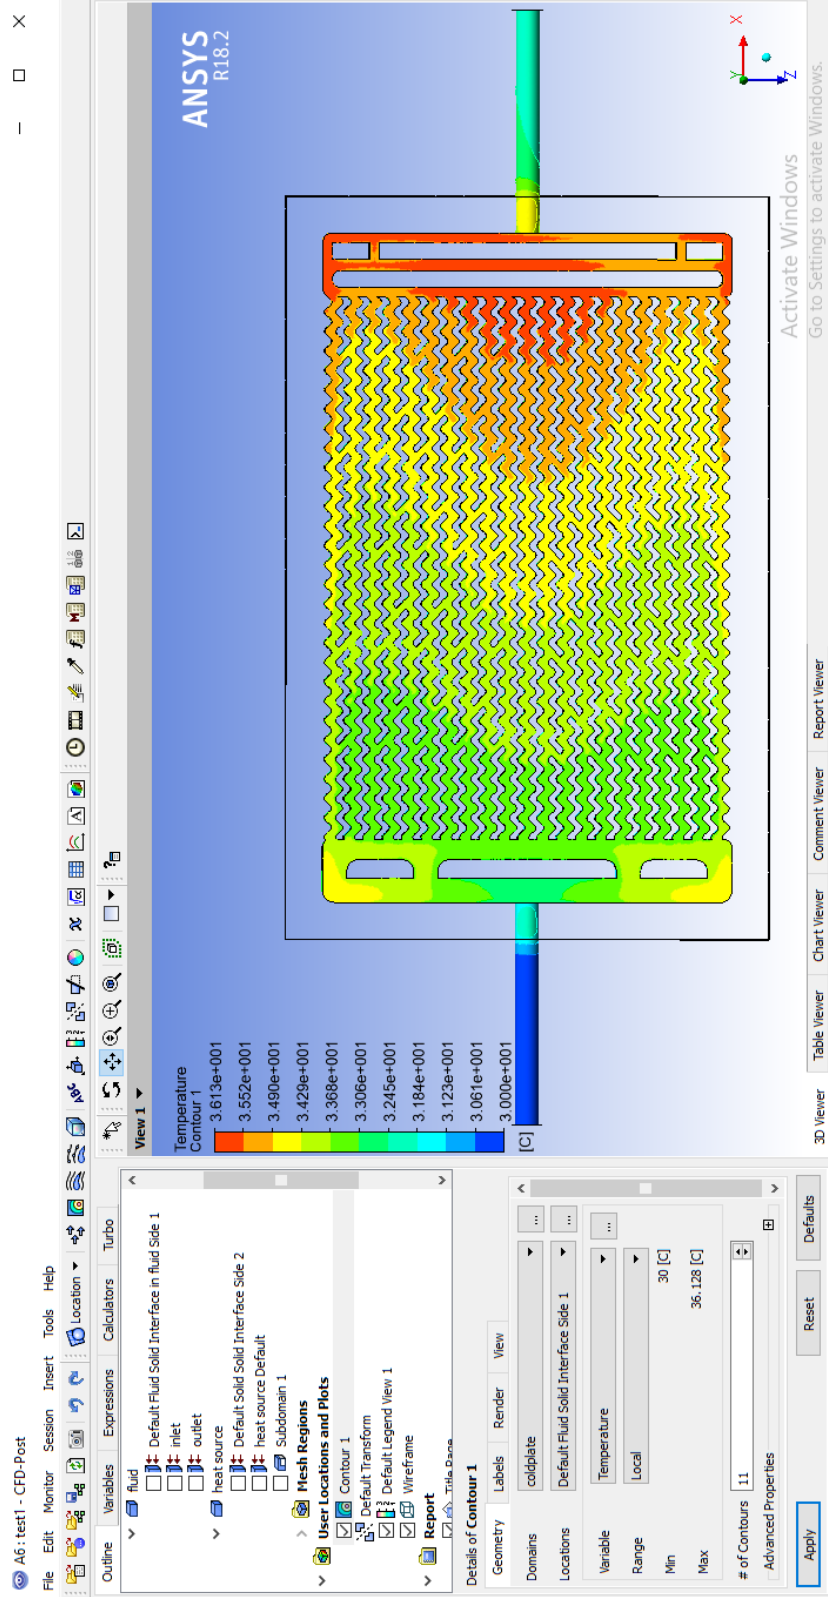 A6 : test1 - CFD-Post
File Edit Monitor Session Insert Tools Help
Location
Outline Variables Expressions Calculators Turbo
fluid
Default Fluid Solid Interface in fluid Side 1
inlet
outlet
heat source
Default Solid Solid Interface Side 2
heat source Default
Subdomain 1
Mesh Regions
User Locations and Plots
Contour 1
Default Transform
Default Legend View 1
Wireframe
Report
Title Page
Details of Contour 1
Geometry Labels Render View
Domains coldplate ...
Locations Default Fluid Solid Interface Side 1 ...
Variable Temperature ...
Range Local
Min 30 [C]
Max 36.128 [C]
# of Contours 11
Advanced Properties
Apply Reset Defaults
View 1
Temperature
Contour 1
3.613e+001
3.552e+001
3.490e+001
3.429e+001
3.368e+001
3.306e+001
3.245e+001
3.184e+001
3.123e+001
3.061e+001
3.000e+001
[C]
ANSYS
R18.2
X
Y
Z
Activate Windows
Go to Settings to activate Windows.
3D Viewer Table Viewer Chart Viewer Comment Viewer Report Viewer